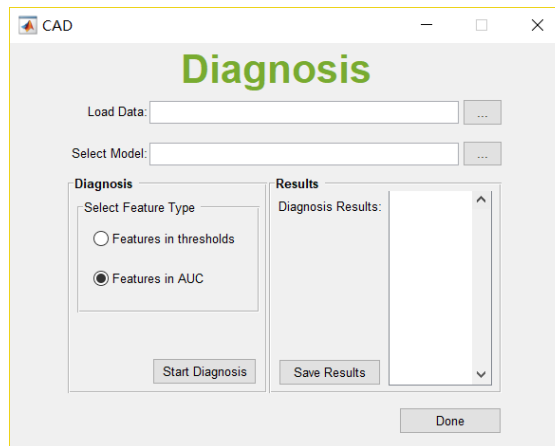 CAD
Diagnosis
Load Data:
...
Select Model:
...
Diagnosis
Select Feature Type
Features in thresholds
Features in AUC
Start Diagnosis
Results
Diagnosis Results:
Save Results
Done